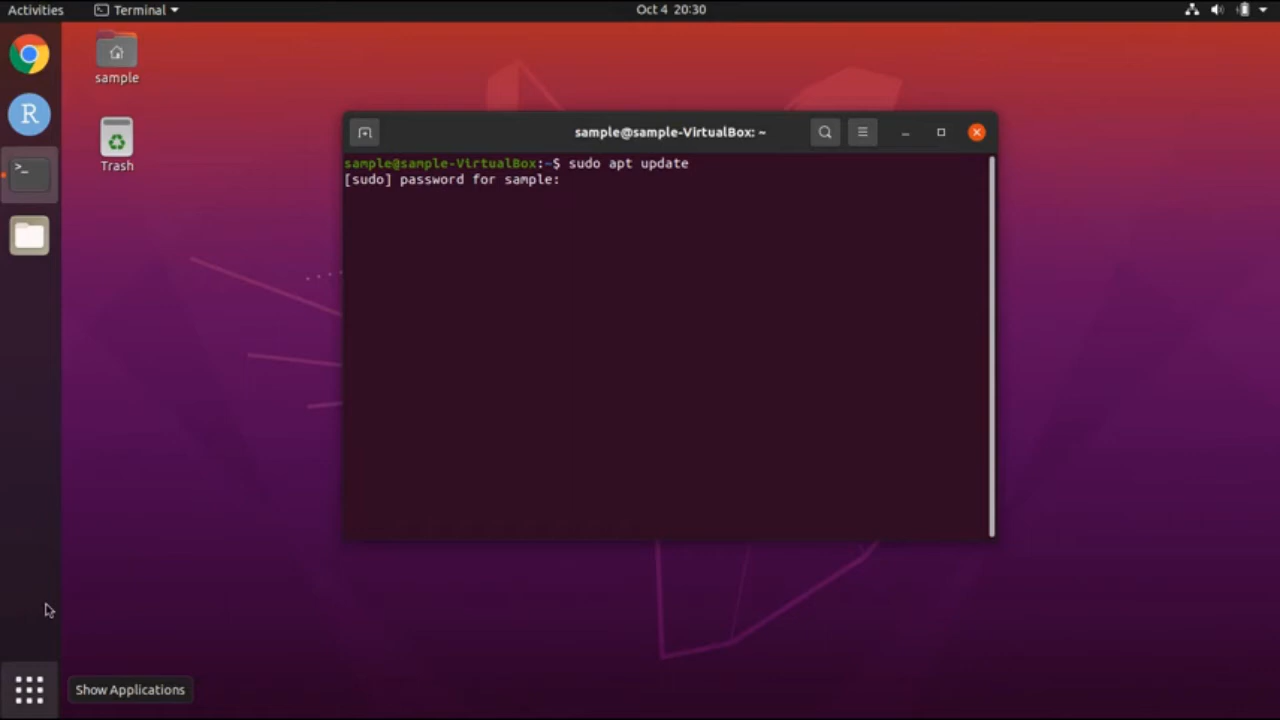 Activities
Terminal
Oct 4 20:30
sample
R
Trash
sample@sample-VirtualBox: ~
sample@sample-VirtualBox:~$ sudo apt update
[sudo] password for sample:
>_
Show Applications